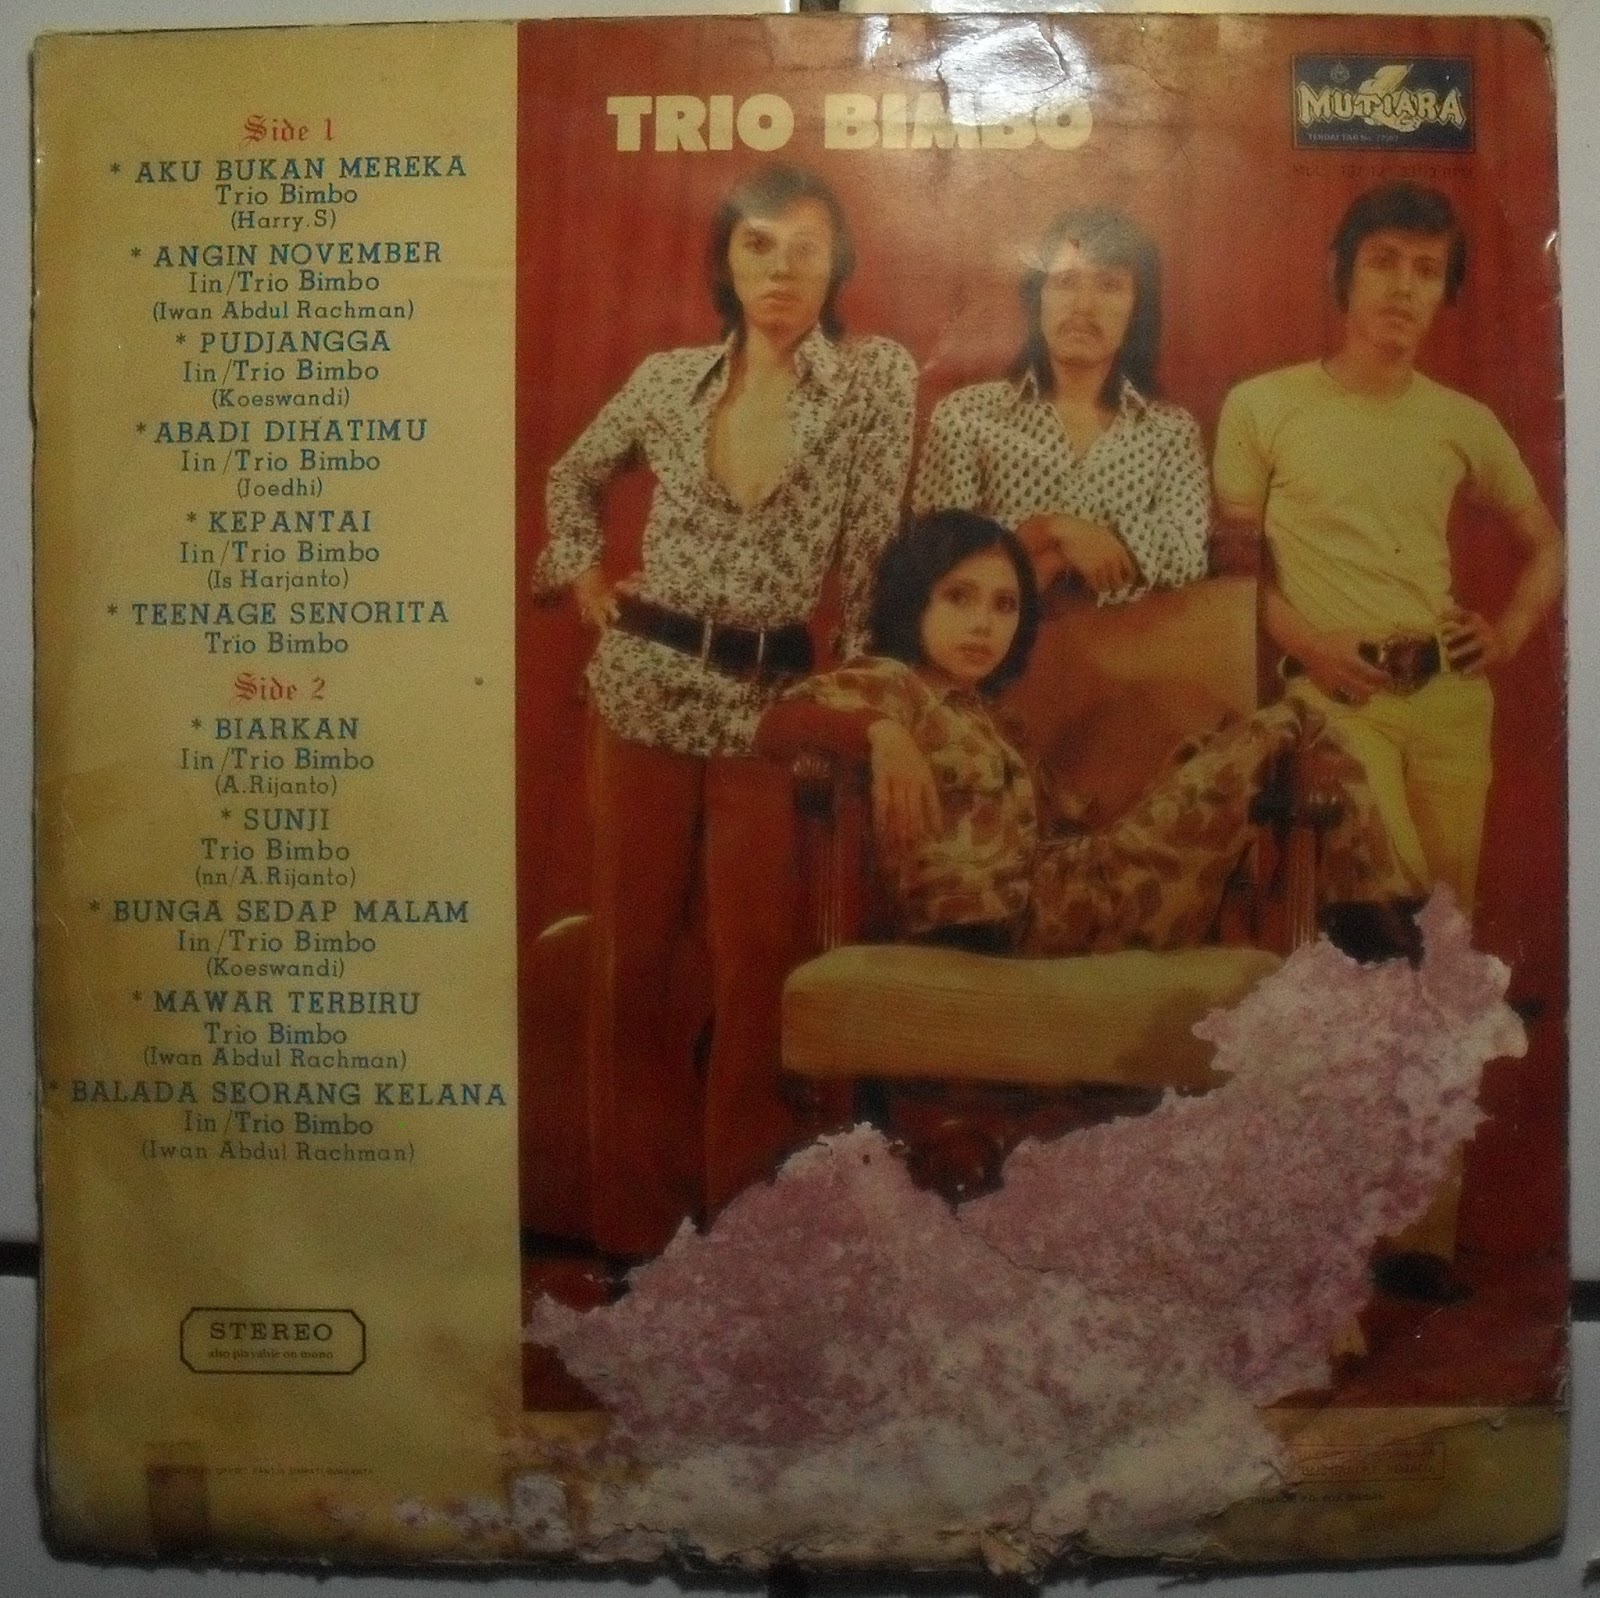 Side 1
* AKU BUKAN MEREKA
Trio Bimbo
(Harry.S)
* ANGIN NOVEMBER
Iin/Trio Bimbo
(Iwan Abdul Rachman)
* PUDJANGGA
Iin/Trio Bimbo
(Koeswandi)
* ABADI DIHATIMU
Iin/Trio Bimbo
(Joedhi)
* KEPANTAI
Iin/Trio Bimbo
(Is Harjanto)
* TEENAGE SENORITA
Trio Bimbo
Side 2
* BIARKAN
Iin/Trio Bimbo
(A.Rijanto)
* SUNJI
Trio Bimbo
(nn/A.Rijanto)
* BUNGA SEDAP MALAM
Iin/Trio Bimbo
(Koeswandi)
* MAWAR TERBIRU
Trio Bimbo
(Iwan Abdul Rachman)
* BALADA SEORANG KELANA
Iin/Trio Bimbo
(Iwan Abdul Rachman)
STEREO
also playable on mono
TRIO BIMBO
MUTIARA
TERDAFTAR No.